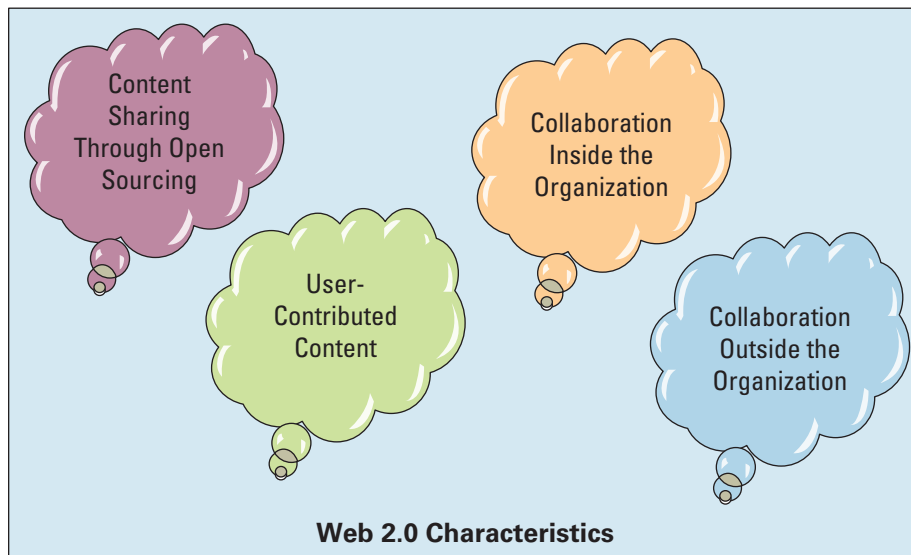 Content
Sharing
Through Open
Sourcing
User-
Contributed
Content
Collaboration
Inside the
Organization
Collaboration
Outside the
Organization
Web 2.0 Characteristics